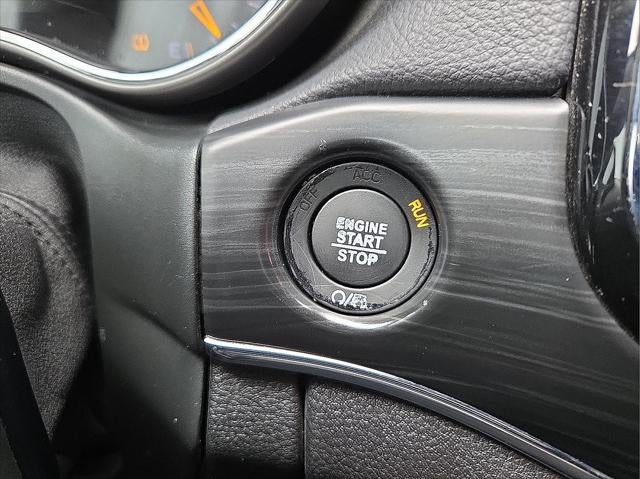 OFF
ACC
RUN
ENGINE
START
STOP
E